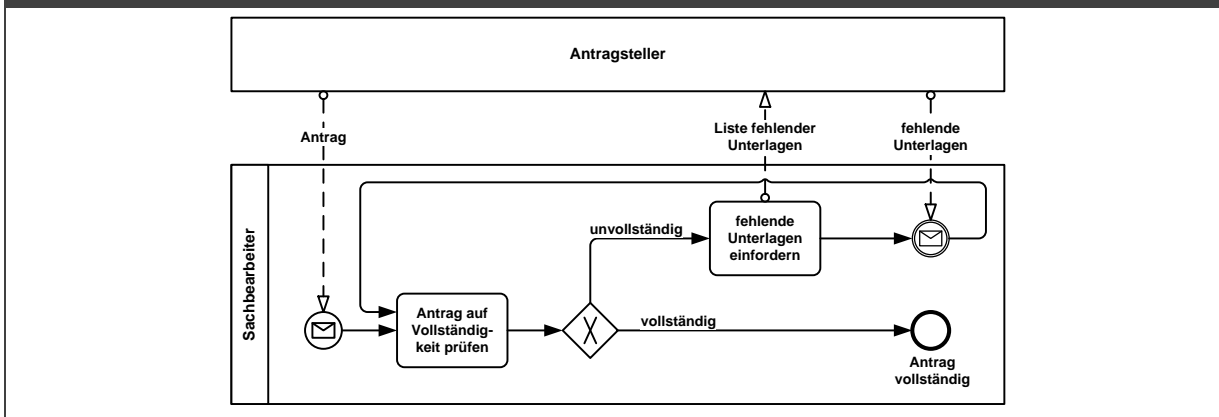 Antragsteller
Antrag
Liste fehlender
Unterlagen
fehlende
Unterlagen
Sachbearbeiter
unvollständig
fehlende
Unterlagen
einfordern
Antrag auf
Vollständig-
keit prüfen
X
vollständig
Antrag
vollständig